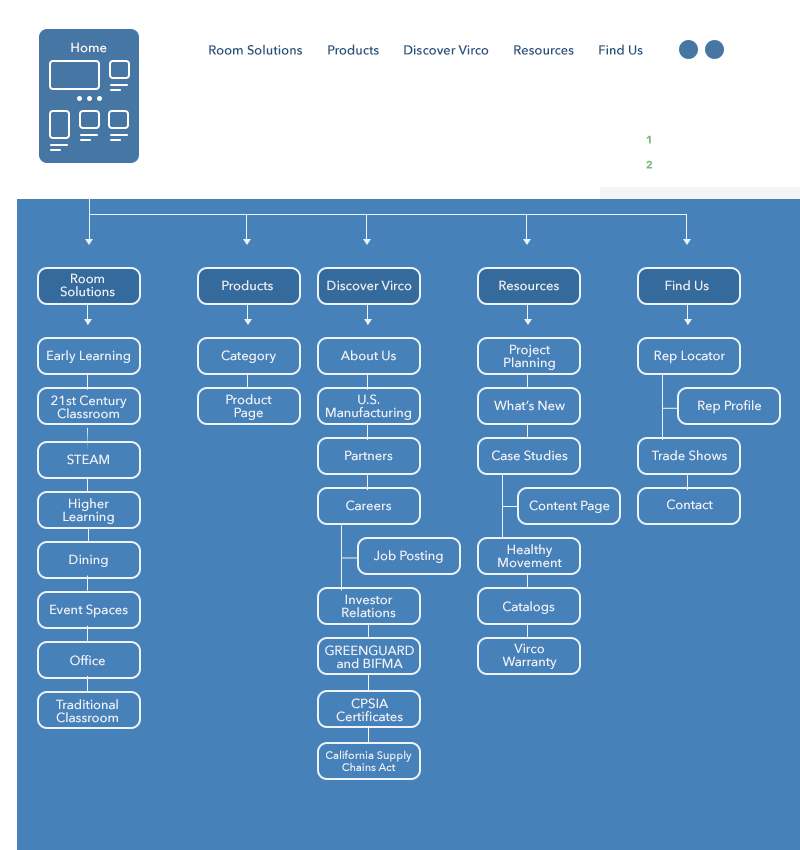 Home
Room Solutions Products Discover Virco Resources Find Us
1
2
Room
Solutions
Products
Discover Virco
Resources
Find Us
Early Learning
21st Century
Classroom
STEAM
Higher
Learning
Dining
Event Spaces
Office
Traditional
Classroom
Category
Product
Page
About Us
U.S.
Manufacturing
Partners
Careers
Job Posting
Investor
Relations
GREENGUARD
and BIFMA
CPSIA
Certificates
California Supply
Chains Act
Project
Planning
What's New
Case Studies
Content Page
Healthy
Movement
Catalogs
Virco
Warranty
Rep Locator
Rep Profile
Trade Shows
Contact